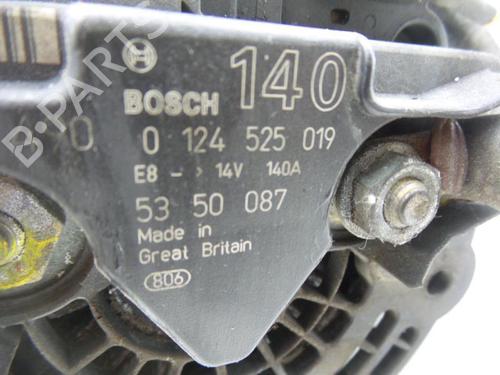 BOSCH
140
0 124 525 019
E8 - > 14V 140A
53 50 087
Made in
Great Britain
806
B-PARTS